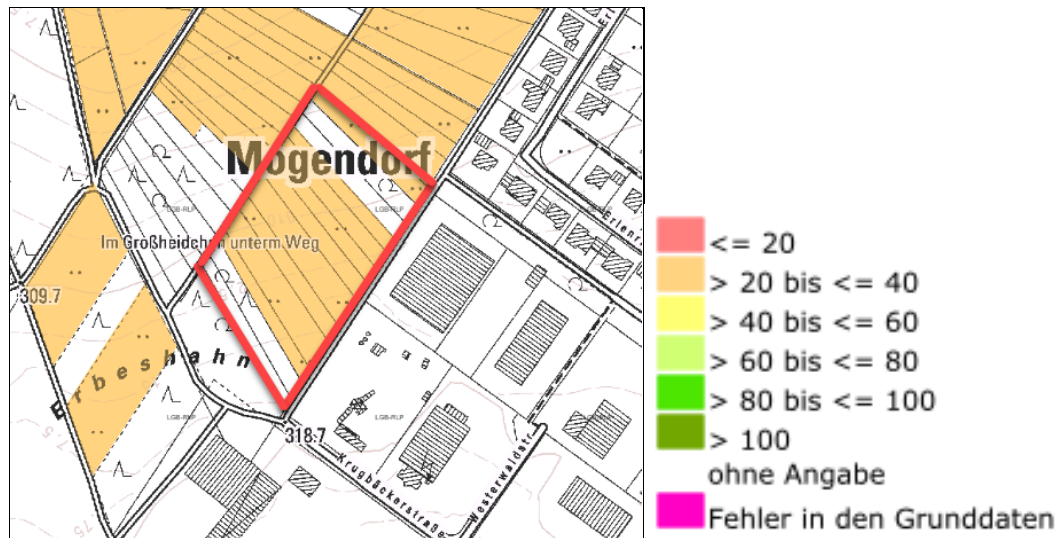 Mogendorf
LGB-RLP
LGB-RLP
Im Großheidchen unterm Weg
309.7
Erbeshahn
LGB-RLP
LGB-RLP
318.7
Krugbäckerstraße
Westerwaldstr.
<= 20
> 20 bis <= 40
> 40 bis <= 60
> 60 bis <= 80
> 80 bis <= 100
> 100
ohne Angabe
Fehler in den Grunddaten